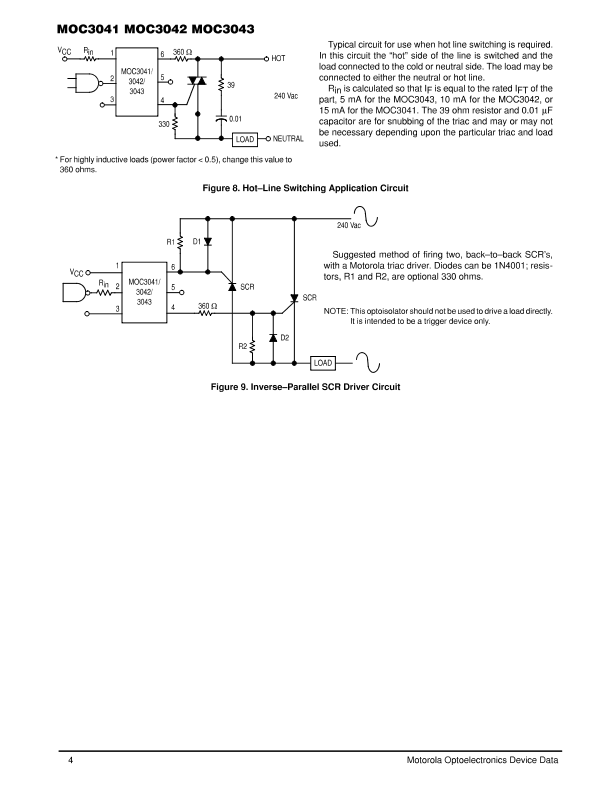 MOC3041 MOC3042 MOC3043
VCC
Rin
1
2
3
MOC3041/
3042/
3043
6
5
4
360 Ω
HOT
39
240 Vac
330
0.01
LOAD
NEUTRAL
* For highly inductive loads (power factor < 0.5), change this value to
360 ohms.
Typical circuit for use when hot line switching is required.
In this circuit the “hot” side of the line is switched and the
load connected to the cold or neutral side. The load may be
connected to either the neutral or hot line.
Rin is calculated so that IF is equal to the rated IFT of the
part, 5 mA for the MOC3043, 10 mA for the MOC3042, or
15 mA for the MOC3041. The 39 ohm resistor and 0.01 μF
capacitor are for snubbing of the triac and may or may not
be necessary depending upon the particular triac and load
used.
Figure 8. Hot–Line Switching Application Circuit
240 Vac
R1
D1
VCC
Rin
1
2
3
MOC3041/
3042/
3043
6
5
4
SCR
SCR
360 Ω
R2
D2
LOAD
Suggested method of firing two, back–to–back SCR’s,
with a Motorola triac driver. Diodes can be 1N4001; resis-
tors, R1 and R2, are optional 330 ohms.
NOTE: This optoisolator should not be used to drive a load directly.
It is intended to be a trigger device only.
Figure 9. Inverse–Parallel SCR Driver Circuit
4
Motorola Optoelectronics Device Data